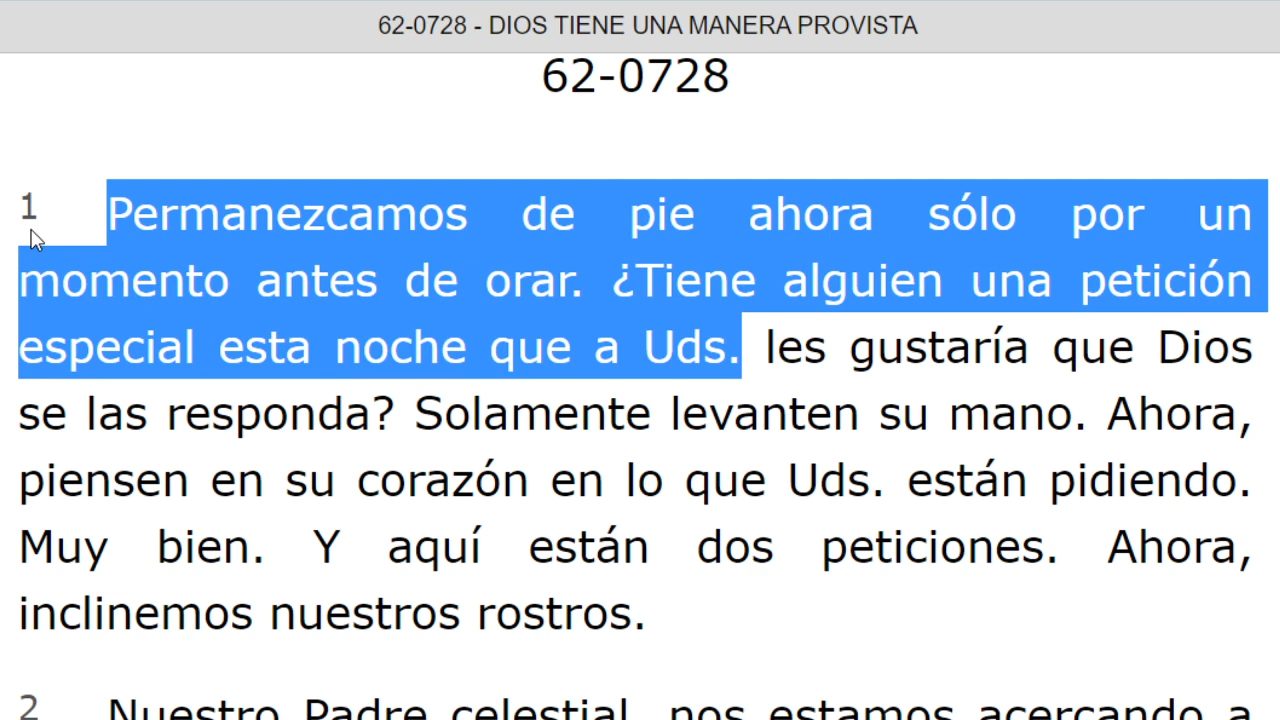 62-0728 - DIOS TIENE UNA MANERA PROVISTA
62-0728
1 Permanezcamos de pie ahora sólo por un
momento antes de orar. ¿Tiene alguien una petición
especial esta noche que a Uds. les gustaría que Dios
se las responda? Solamente levanten su mano. Ahora,
piensen en su corazón en lo que Uds. están pidiendo.
Muy bien. Y aquí están dos peticiones. Ahora,
inclinemos nuestros rostros.
2 Nuestro Padre celestial, nos estamos acercando a